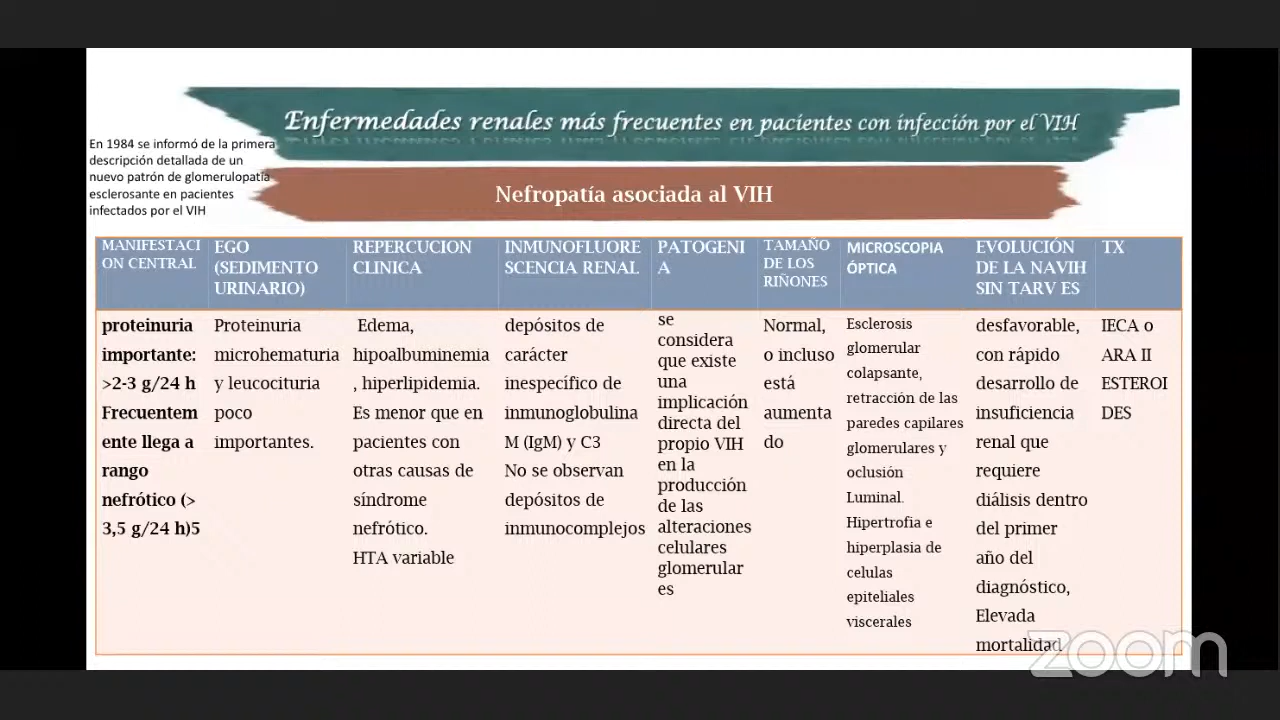 Enfermedades renales más frecuentes en pacientes con infección por el VIH
En 1984 se informó de la primera
descripción detallada de un
nuevo patrón de glomerulopatía
esclerosante en pacientes
infectados por el VIH
Nefropatía asociada al VIH
MANIFESTACI
ON CENTRAL
EGO
(SEDIMENTO
URINARIO)
REPERCUCION
CLINICA
INMUNOFLUORE
SCENCIA RENAL
PATOGENI
A
TAMAÑO
DE LOS
RIÑONES
MICROSCOPIA
ÓPTICA
EVOLUCIÓN
DE LA NAVIH
SIN TARV ES
TX
proteinuria
importante:
>2-3 g/24 h
Frecuentem
ente llega a
rango
nefrótico (>
3,5 g/24 h)5
Proteinuria
microhematuria
y leucocituria
poco
importantes.
Edema,
hipoalbuminemia
, hiperlipidemia.
Es menor que en
pacientes con
otras causas de
síndrome
nefrótico.
HTA variable
depósitos de
carácter
inespecífico de
inmunoglobulina
M (IgM) y C3
No se observan
depósitos de
inmunocomplejos
se
considera
que existe
una
implicación
directa del
propio VIH
en la
producción
de las
alteraciones
celulares
glomerular
es
Normal,
o incluso
está
aumenta
do
Esclerosis
glomerular
colapsante,
retracción de las
paredes capilares
glomerulares y
oclusión
Luminal.
Hipertrofia e
hiperplasia de
celulas
epiteliales
viscerales
desfavorable,
con rápido
desarrollo de
insuficiencia
renal que
requiere
diálisis dentro
del primer
año del
diagnóstico,
Elevada
mortalidad
IECA o
ARA II
ESTEROI
DES
zoom